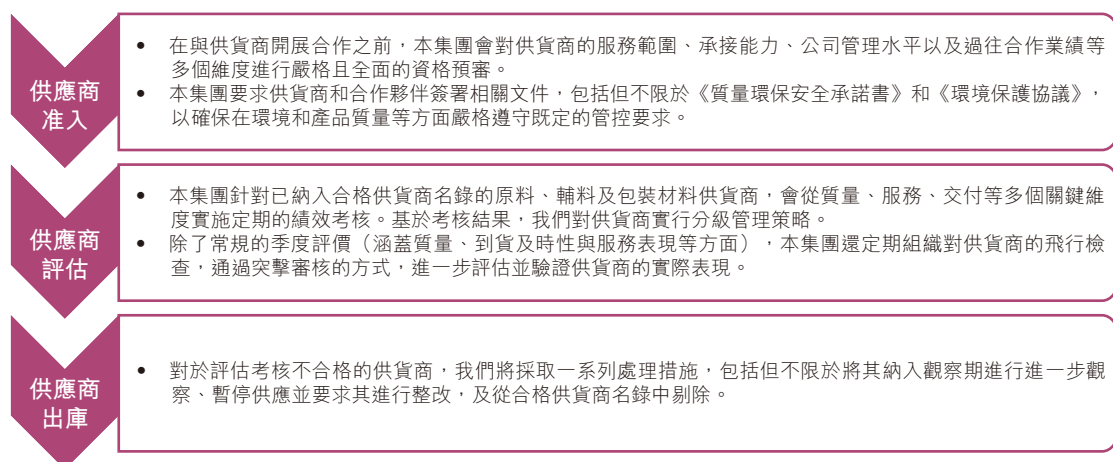 供應商
准入
• 在與供貨商開展合作之前，本集團會對供貨商的服務範圍、承接能力、公司管理水平以及過往合作業績等
多個維度進行嚴格且全面的資格預審。
• 本集團要求供貨商和合作夥伴簽署相關文件，包括但不限於《質量環保安全承諾書》和《環境保護協議》，
以確保在環境和產品質量等方面嚴格遵守既定的管控要求。
供應商
評估
• 本集團針對已納入合格供貨商名錄的原料、輔料及包裝材料供貨商，會從質量、服務、交付等多個關鍵維
度實施定期的績效考核。基於考核結果，我們對供貨商實行分級管理策略。
• 除了常規的季度評價（涵蓋質量、到貨及時性與服務表現等方面），本集團還定期組織對供貨商的飛行檢
查，通過突擊審核的方式，進一步評估並驗證供貨商的實際表現。
供應商
出庫
• 對於評估考核不合格的供貨商，我們將採取一系列處理措施，包括但不限於將其納入觀察期進行進一步觀
察、暫停供應並要求其進行整改，及從合格供貨商名錄中剔除。